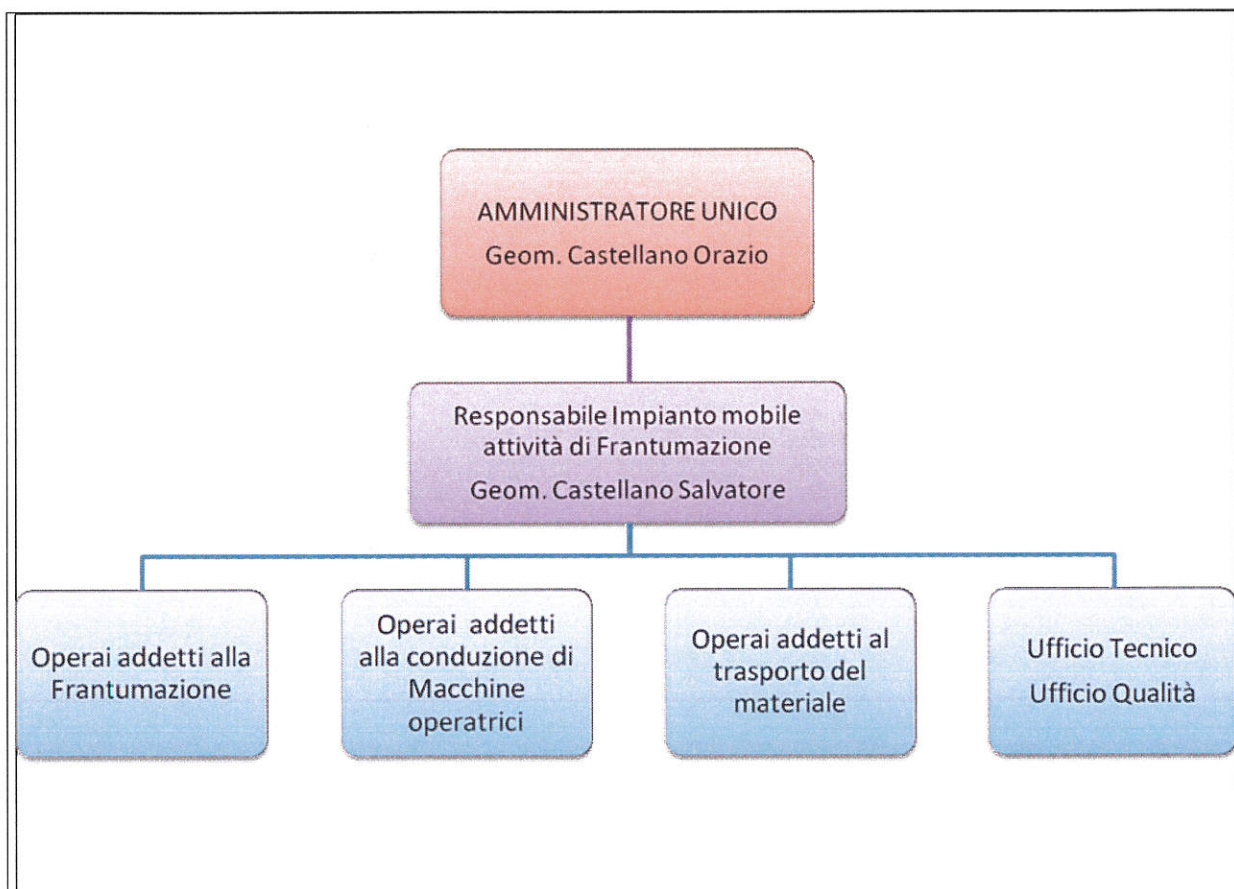 AMMINISTRATORE UNICO
Geom. Castellano Orazio
Responsabile Impianto mobile
attività di Frantumazione
Geom. Castellano Salvatore
Operai addetti alla
Frantumazione
Operai addetti
alla conduzione di
Macchine
operatrici
Operai addetti al
trasporto del
materiale
Ufficio Tecnico
Ufficio Qualità